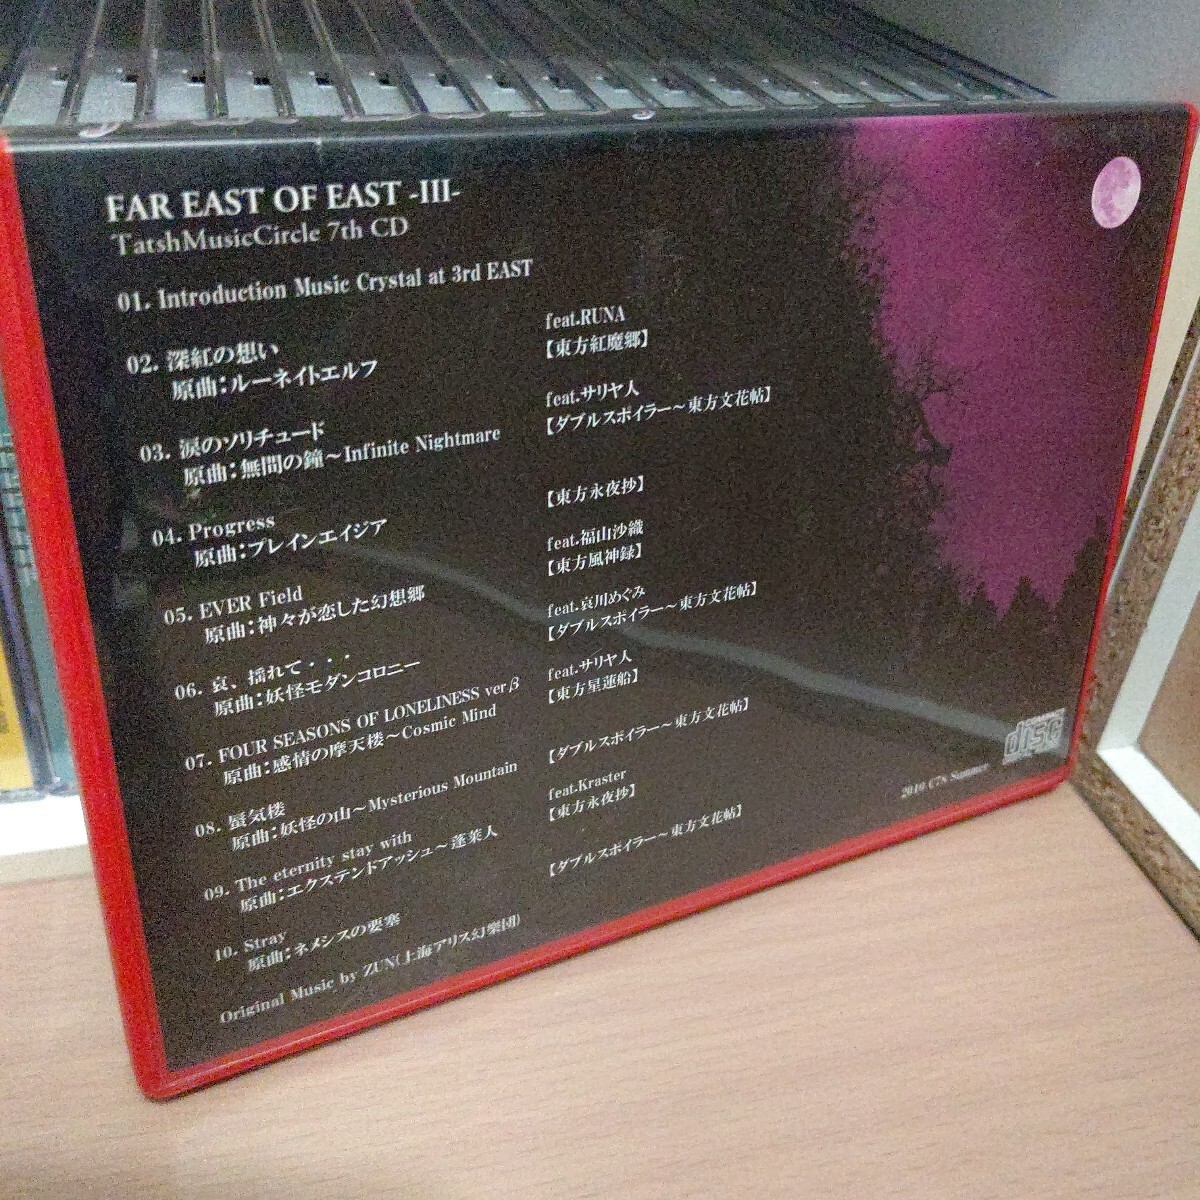 FAR EAST OF EAST -III-
TatshMusicCircle 7th CD
01. Introduction Music Crystal at 3rd EAST
02. 深紅の想い feat.RUNA
原曲：ルーネイトエルフ 【東方紅魔郷】
03. 涙のソリチュード feat.サリヤ人
原曲：無間の鐘～Infinite Nightmare 【ダブルスポイラー～東方文花帖】
04. Progress
原曲：プレインエイジア 【東方永夜抄】
05. EVER Field feat.福山沙織
原曲：神々が恋した幻想郷 【東方風神録】
06. 哀、揺れて・・・ feat.哀川めぐみ
原曲：妖怪モダンコロニー 【ダブルスポイラー～東方文花帖】
07. FOUR SEASONS OF LONELINESS verβ feat.サリヤ人
原曲：感情の摩天楼～Cosmic Mind 【東方星蓮船】
08. 蜃気楼
原曲：妖怪の山～Mysterious Mountain 【ダブルスポイラー～東方文花帖】
09. The eternity stay with feat.Kraster
原曲：エクステンドアッシュ～蓬莱人 【東方永夜抄】
10. Stray
原曲：ネメシスの要塞 【ダブルスポイラー～東方文花帖】
Original Music by ZUN(上海アリス幻樂団)
disc
2010 C78 Summer